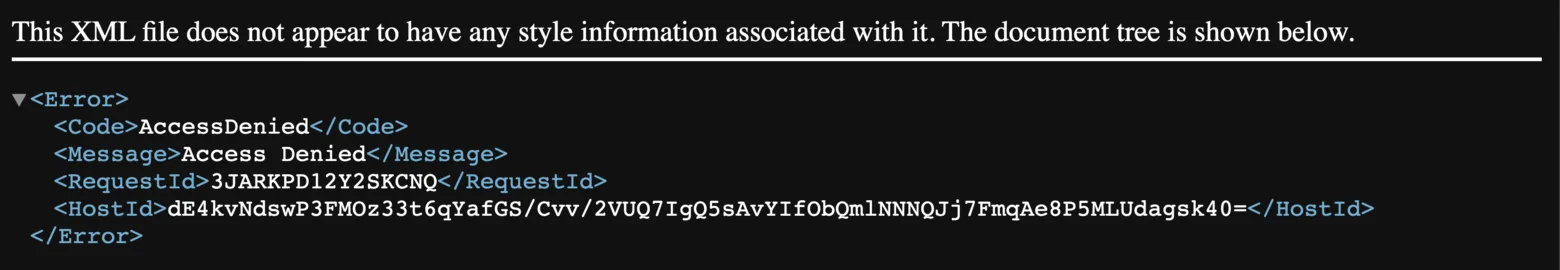 This XML file does not appear to have any style information associated with it. The document tree is shown below.
▼<Error>
<Code>AccessDenied</Code>
<Message>Access Denied</Message>
<RequestId>3JARKPD12Y2SKCNQ</RequestId>
<HostId>dE4kvNdswP3FMOz33t6qYafGS/Cvv/2VUQ7IgQ5sAvYIfObQmlNNNQJj7FmqAe8P5MLUdagsk40=</HostId>
</Error>